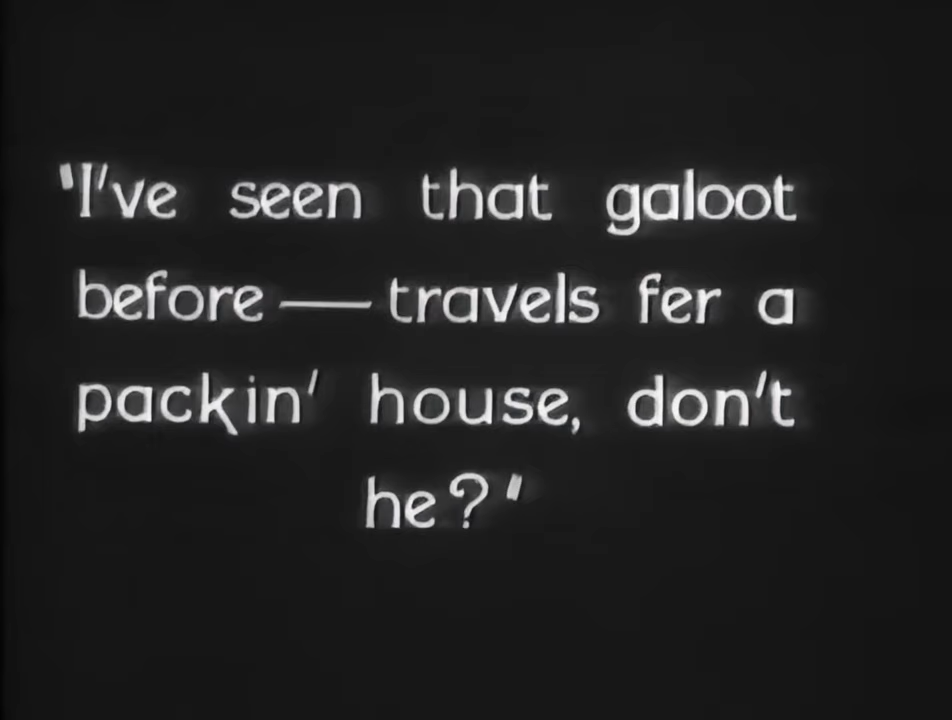 "I've seen that galoot
before — travels fer a
packin' house, don't
he?"